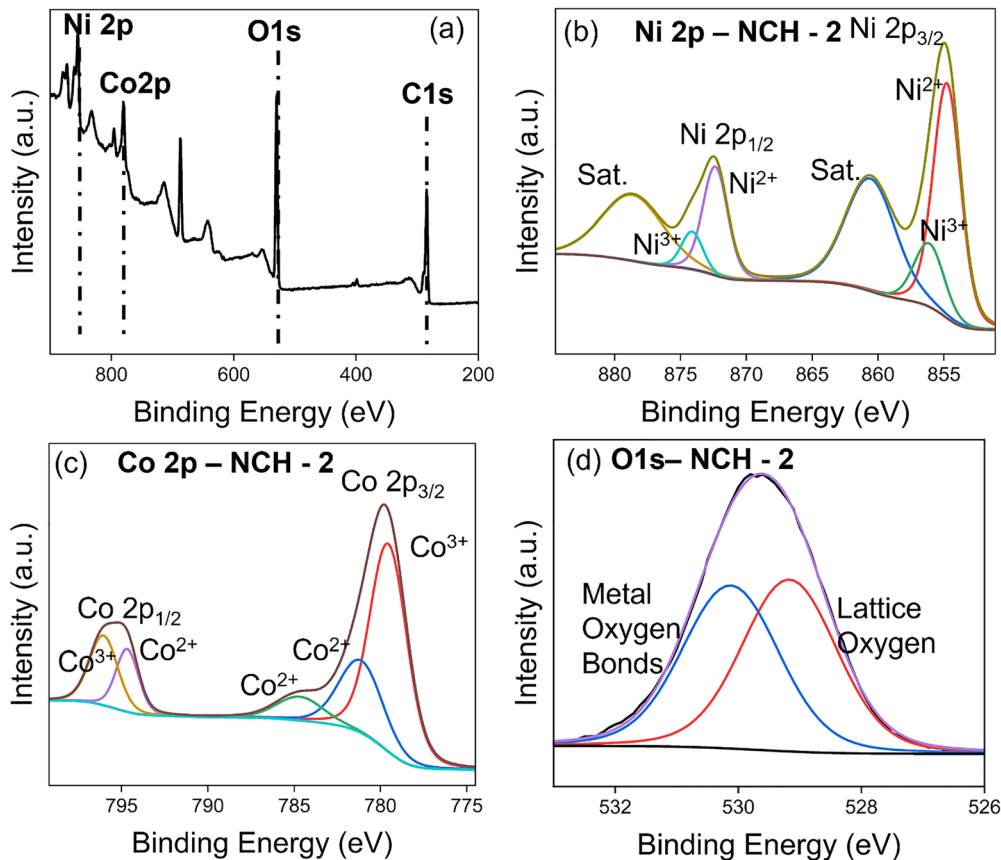 (a)
Ni 2p
O1s
Co2p
C1s
Intensity (a.u.)
800
600
400
200
Binding Energy (eV)
(b)
Ni 2p – NCH - 2
Ni 2p3/2
Ni2+
Ni 2p1/2
Sat.
Sat.
Ni2+
Ni3+
Ni3+
Intensity (a.u.)
880
875
870
865
860
855
Binding Energy (eV)
(c)
Co 2p – NCH - 2
Co 2p3/2
Co3+
Co 2p1/2
Co3+
Co2+
Co2+
Co2+
Intensity (a.u.)
795
790
785
780
775
Binding Energy (eV)
(d)
O1s– NCH - 2
Metal
Oxygen
Bonds
Lattice
Oxygen
Intensity (a.u.)
532
530
528
526
Binding Energy (eV)